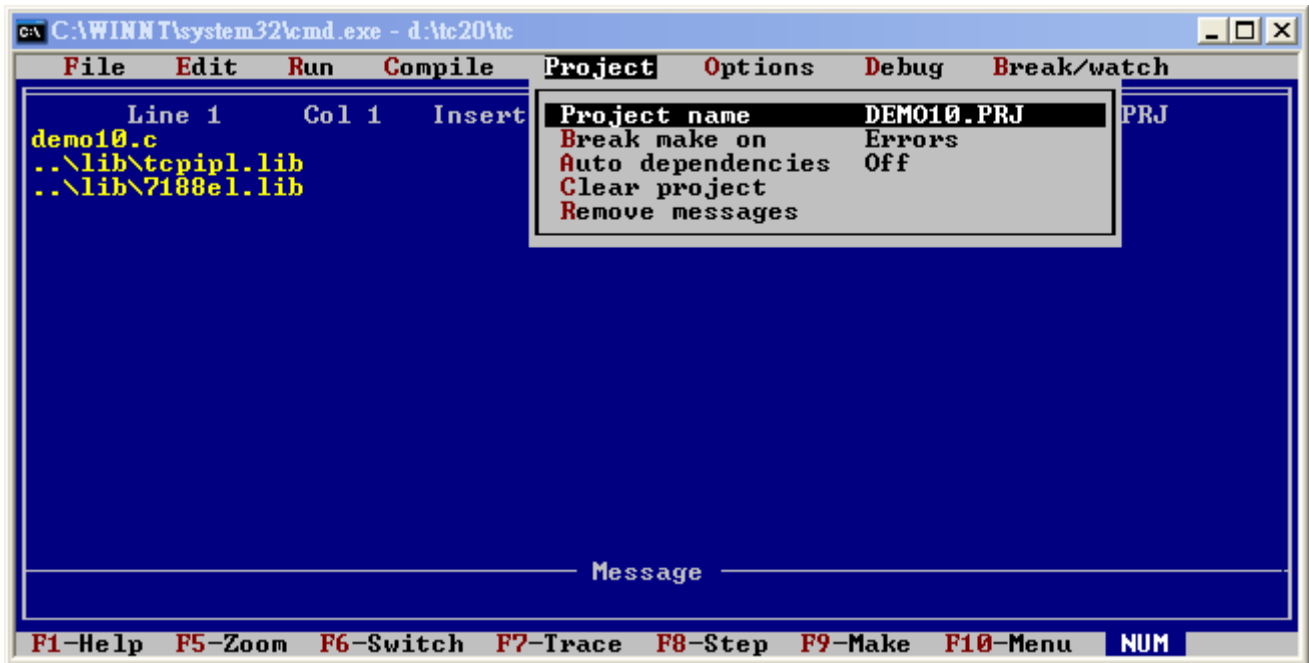 C:\WINNT\system32\cmd.exe - d:\tc20\tc
File Edit Run Compile Project Options Debug Break/watch
Line 1 Col 1 Insert PRJ
demo10.c
..\lib\tcpipl.lib
..\lib\7188el.lib
Project name DEMO10.PRJ
Break make on Errors
Auto dependencies Off
Clear project
Remove messages
Message
F1-Help F5-Zoom F6-Switch F7-Trace F8-Step F9-Make F10-Menu NUM